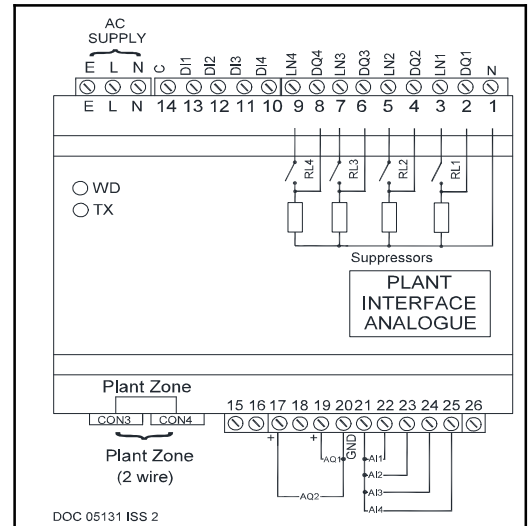 AC
SUPPLY
E L N C DI1 DI2 DI3 DI4 LN4 DQ4 LN3 DQ3 LN2 DQ2 LN1 DQ1 N
E L N 14 13 12 11 10 9 8 7 6 5 4 3 2 1
RL4 RL3 RL2 RL1
WD
TX
Suppressors
PLANT
INTERFACE
ANALOGUE
Plant Zone
CON3 CON4
Plant Zone
(2 wire)
15 16 17 18 19 20 21 22 23 24 25 26
+ +
GND
AQ1 AI1
AI2
AI3
AQ2
AI4
DOC 05131 ISS 2